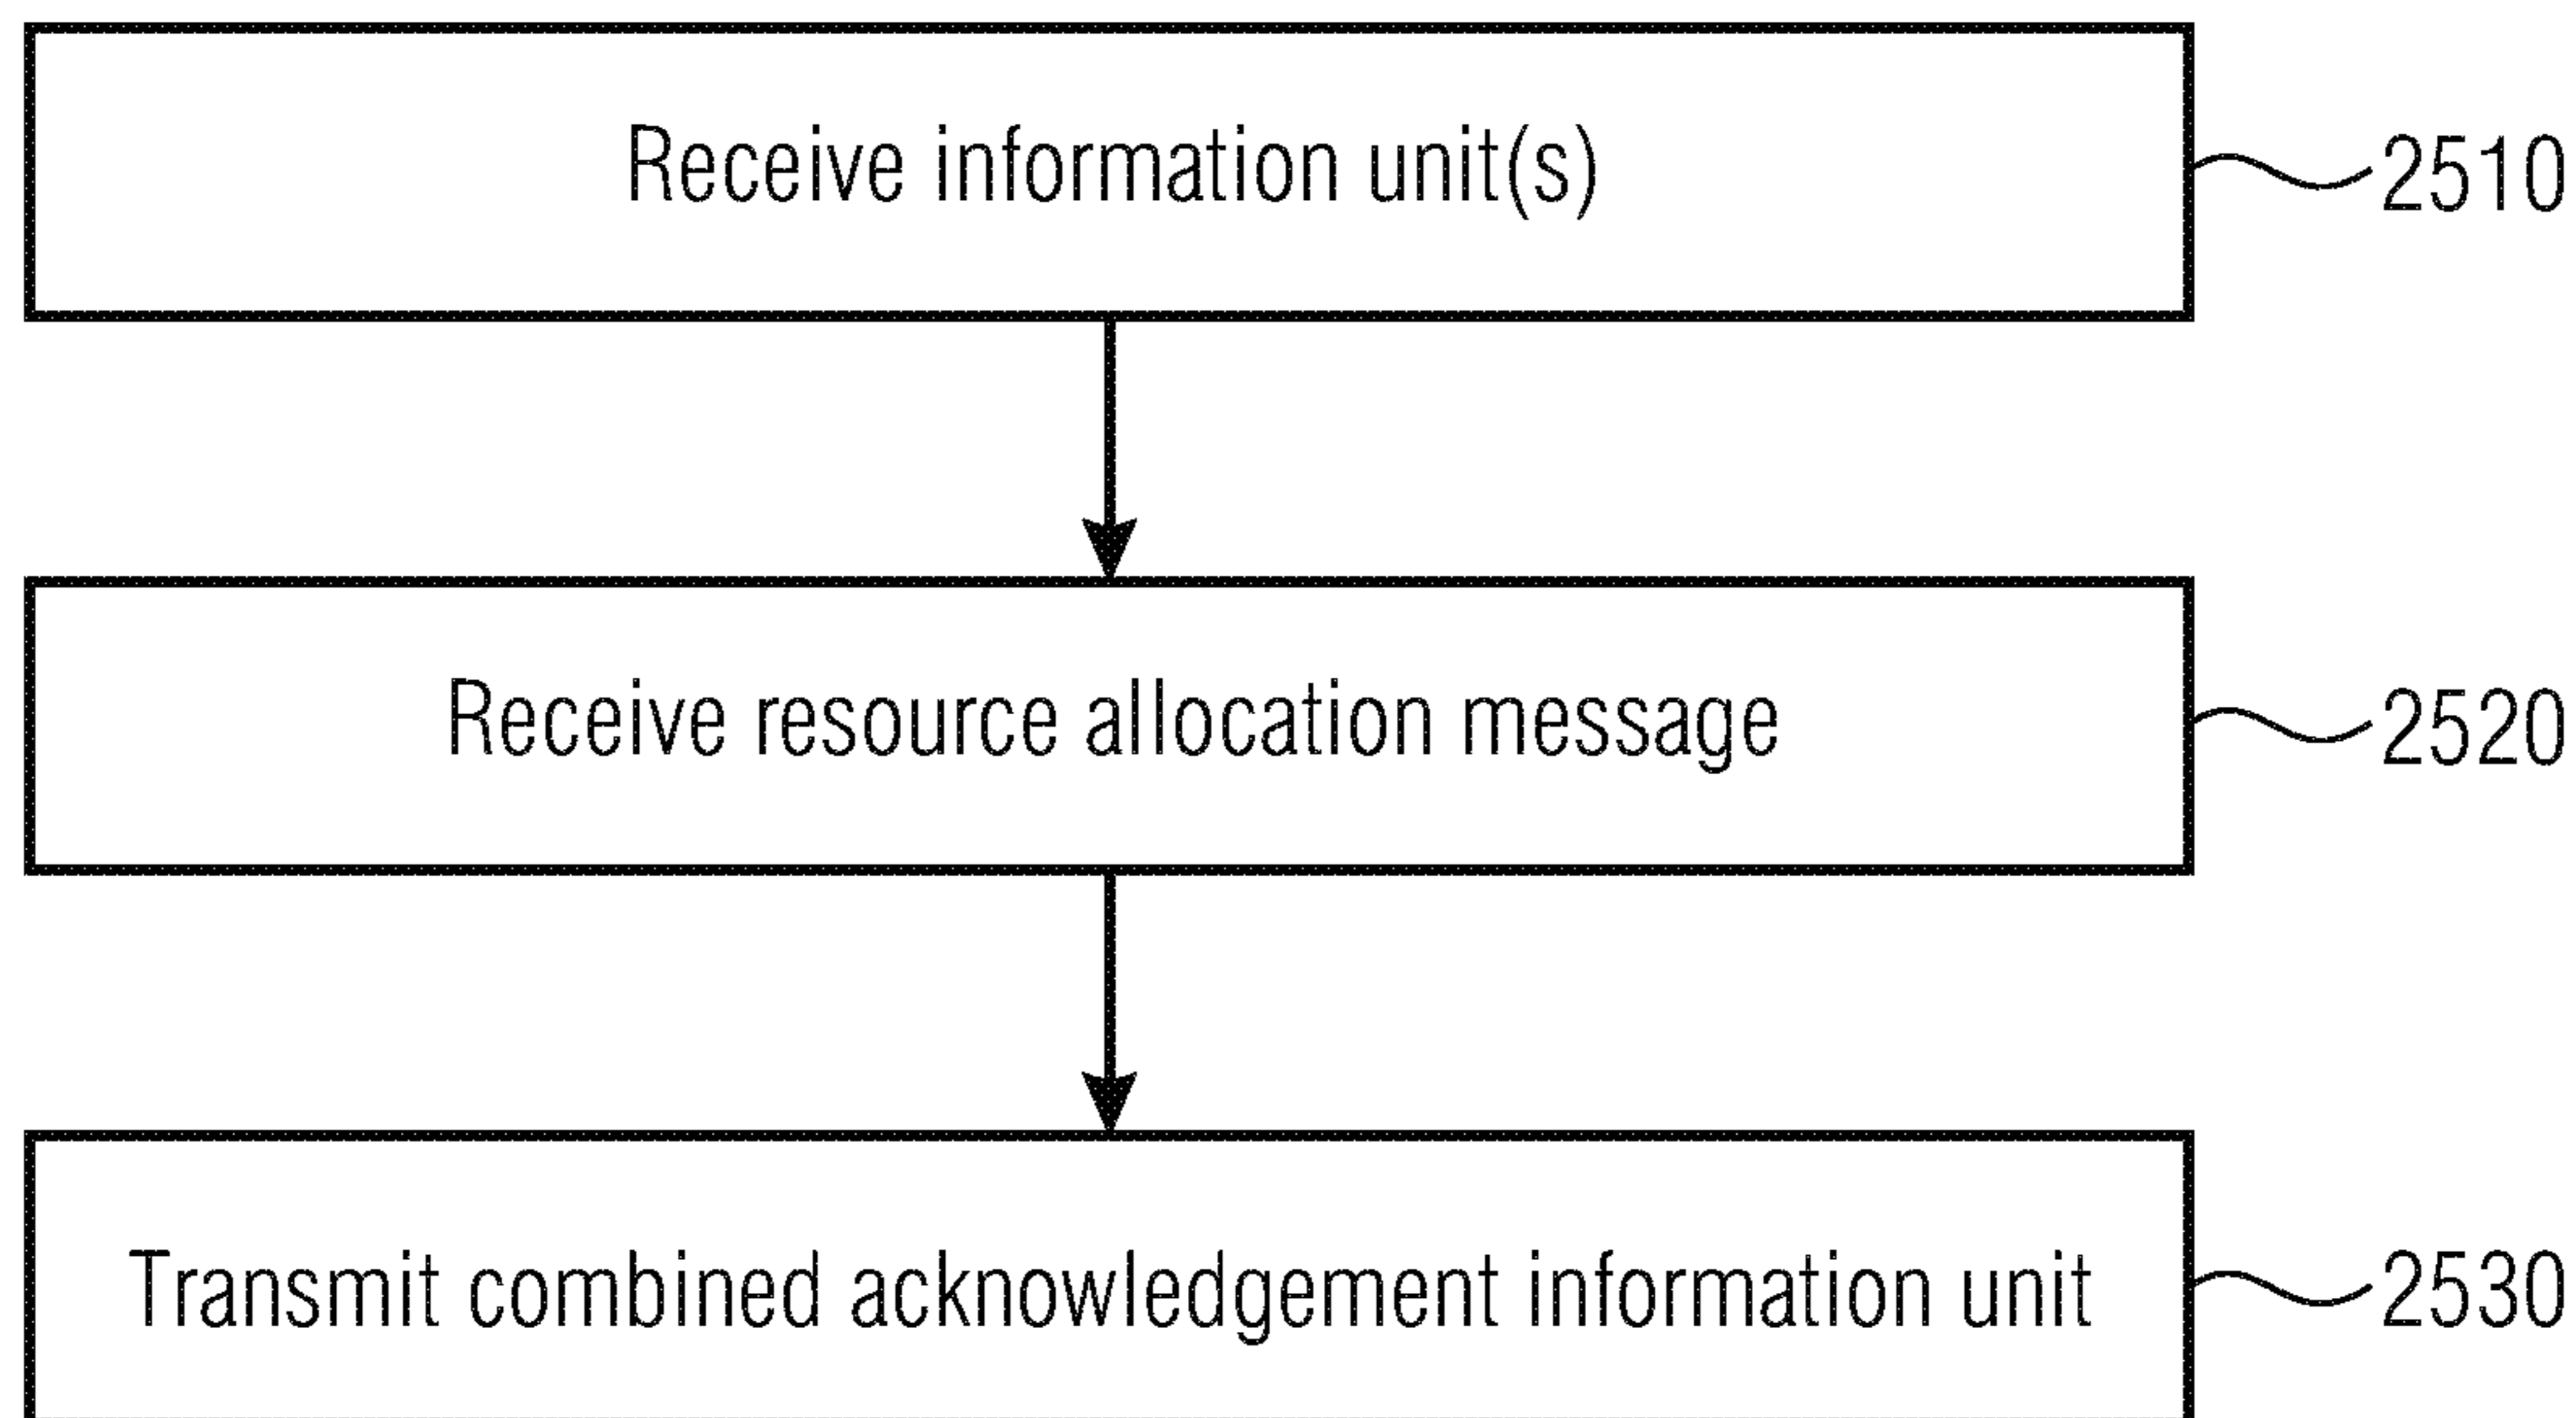 Receive information unit(s)
2510
Receive resource allocation message
2520
Transmit combined acknowledgement information unit
2530